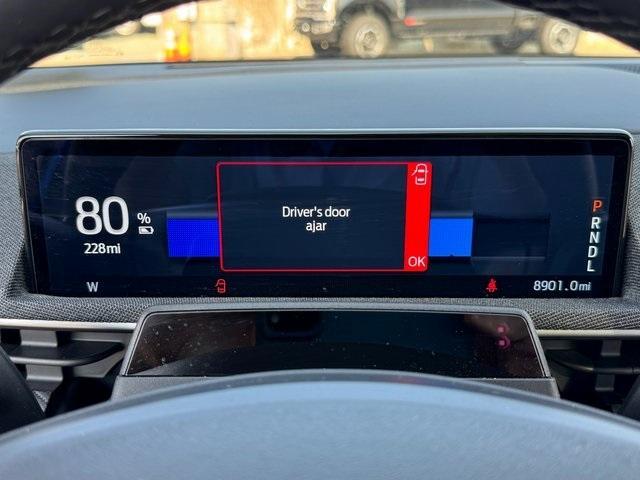 80 %
228mi
Driver's door
ajar
OK
P
R
N
D
L
W
8901.0mi